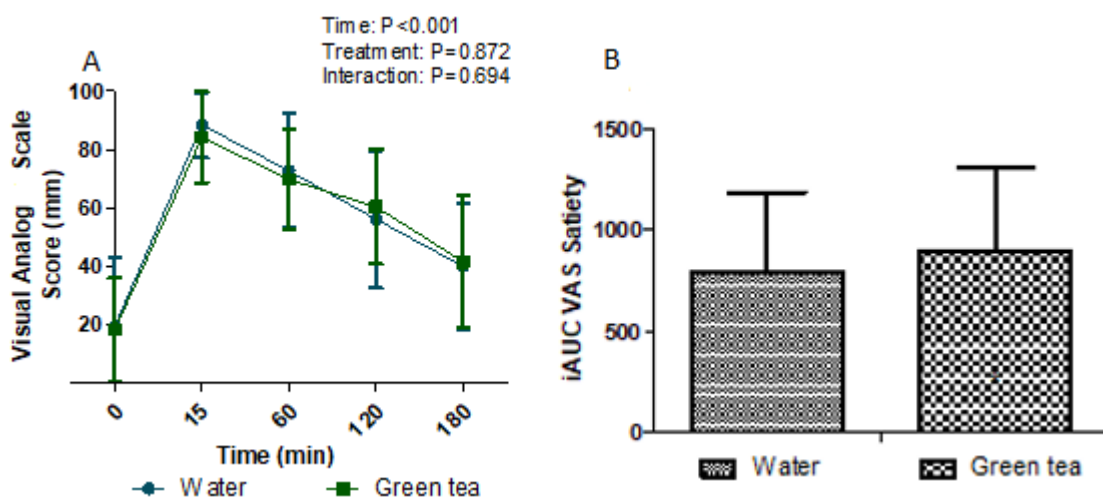 Time: P<0.001
Treatment: P=0.872
Interaction: P=0.694
A
Visual Analog Scale
Score (mm)
100
80
60
40
20
0
15
60
120
180
Time (min)
Water
Green tea
B
iAUC VAS Satiety
1500
1000
500
0
Water
Green tea